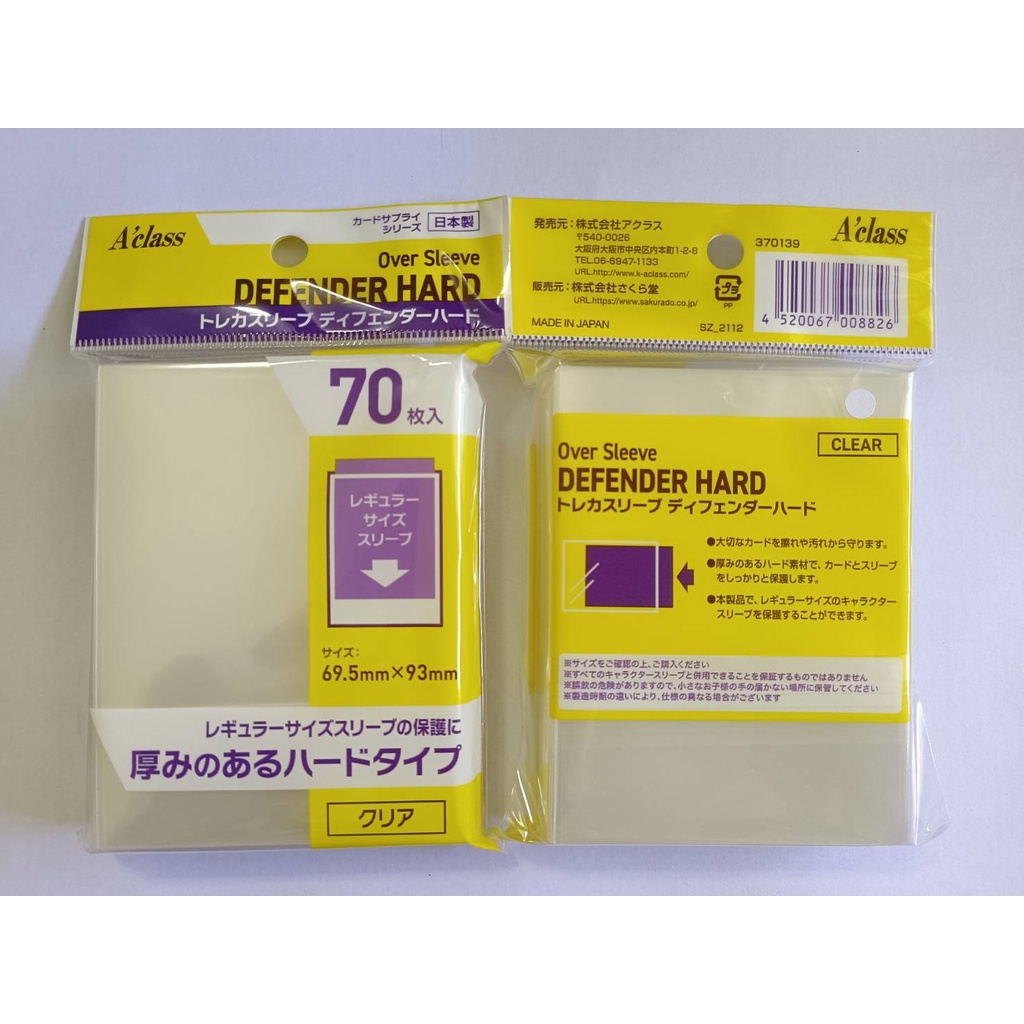 A'class
カードサプライ
シリーズ
日本製
Over Sleeve
DEFENDER HARD
トレカスリーブ ディフェンダーハード
70枚入
レギュラー
サイズ
スリーブ
サイズ:
69.5mm×93mm
レギュラーサイズスリーブの保護に
厚みのあるハードタイプ
クリア
発売元:株式会社アクラス
〒540-0026
大阪府大阪市中央区内本町1-2-8
TEL.06-6947-1133
URL.http://www.k-aclass.com/
販売元:株式会社さくら堂
URL.https://www.sakurado.co.jp/
MADE IN JAPAN
プラ
PP
SZ_2112
370139
A'class
4 520067 008826
CLEAR
Over Sleeve
DEFENDER HARD
トレカスリーブ ディフェンダーハード
●大切なカードを擦れや汚れから守ります。
●厚みのあるハード素材で、カードとスリーブ
をしっかりと保護します。
●本製品で、レギュラーサイズのキャラクター
スリーブを保護することができます。
※サイズをご確認の上、ご購入ください
※すべてのキャラクタースリーブと併用できることを保証するものではありません
※誤飲の危険がありますので、小さなお子様の手の届かない場所に保管してください
※製造時期の違いにより、仕様の異なる場合がございます